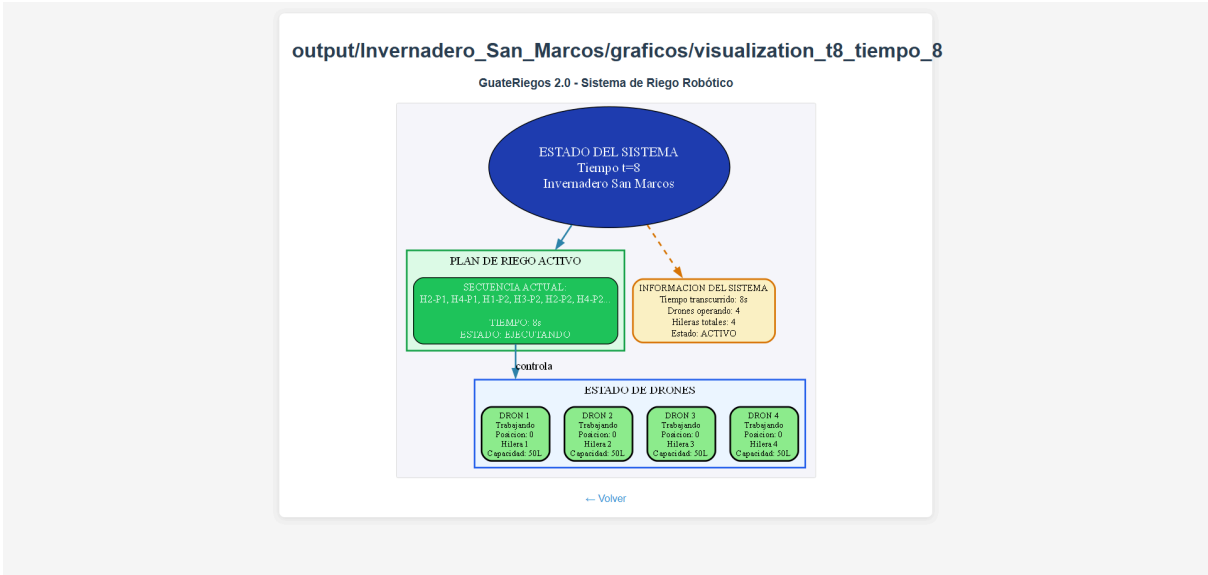 output/Invernadero_San_Marcos/graficos/visualization_t8_tiempo_8
GuateRiegos 2.0 - Sistema de Riego Robótico
ESTADO DEL SISTEMA
Tiempo t=8
Invernadero San Marcos
PLAN DE RIEGO ACTIVO
SECUENCIA ACTUAL:
H2-P1, H4-P1, H1-P2, H3-P2, H2-P2, H4-P2...
TIEMPO: 8s
ESTADO: EJECUTANDO
INFORMACION DEL SISTEMA
Tiempo transcurrido: 8s
Drones operando: 4
Hileras totales: 4
Estado: ACTIVO
controla
ESTADO DE DRONES
DRON 1
Trabajando
Posicion: 0
Hilera 1
Capacidad: 50L
DRON 2
Trabajando
Posicion: 0
Hilera 2
Capacidad: 50L
DRON 3
Trabajando
Posicion: 0
Hilera 3
Capacidad: 50L
DRON 4
Trabajando
Posicion: 0
Hilera 4
Capacidad: 50L
← Volver